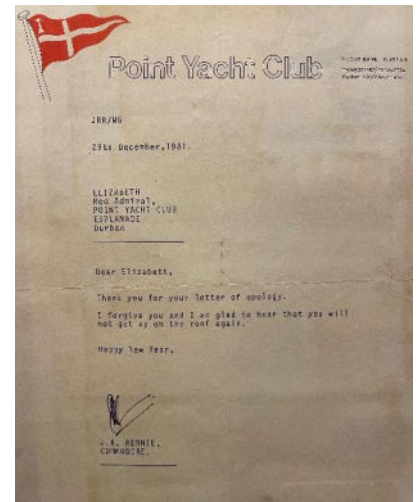 Point Yacht Club
JRR/WG
29th December, 1981.
ELIZABETH
Red Admiral,
POINT YACHT CLUB
ESPLANADE
Durban
Dear Elizabeth,
Thank you for your letter of apology.
I forgive you and I am glad to hear that you will
not get up on the roof again.
Happy New Year,
J.R. RENNIE,
COMMODORE.